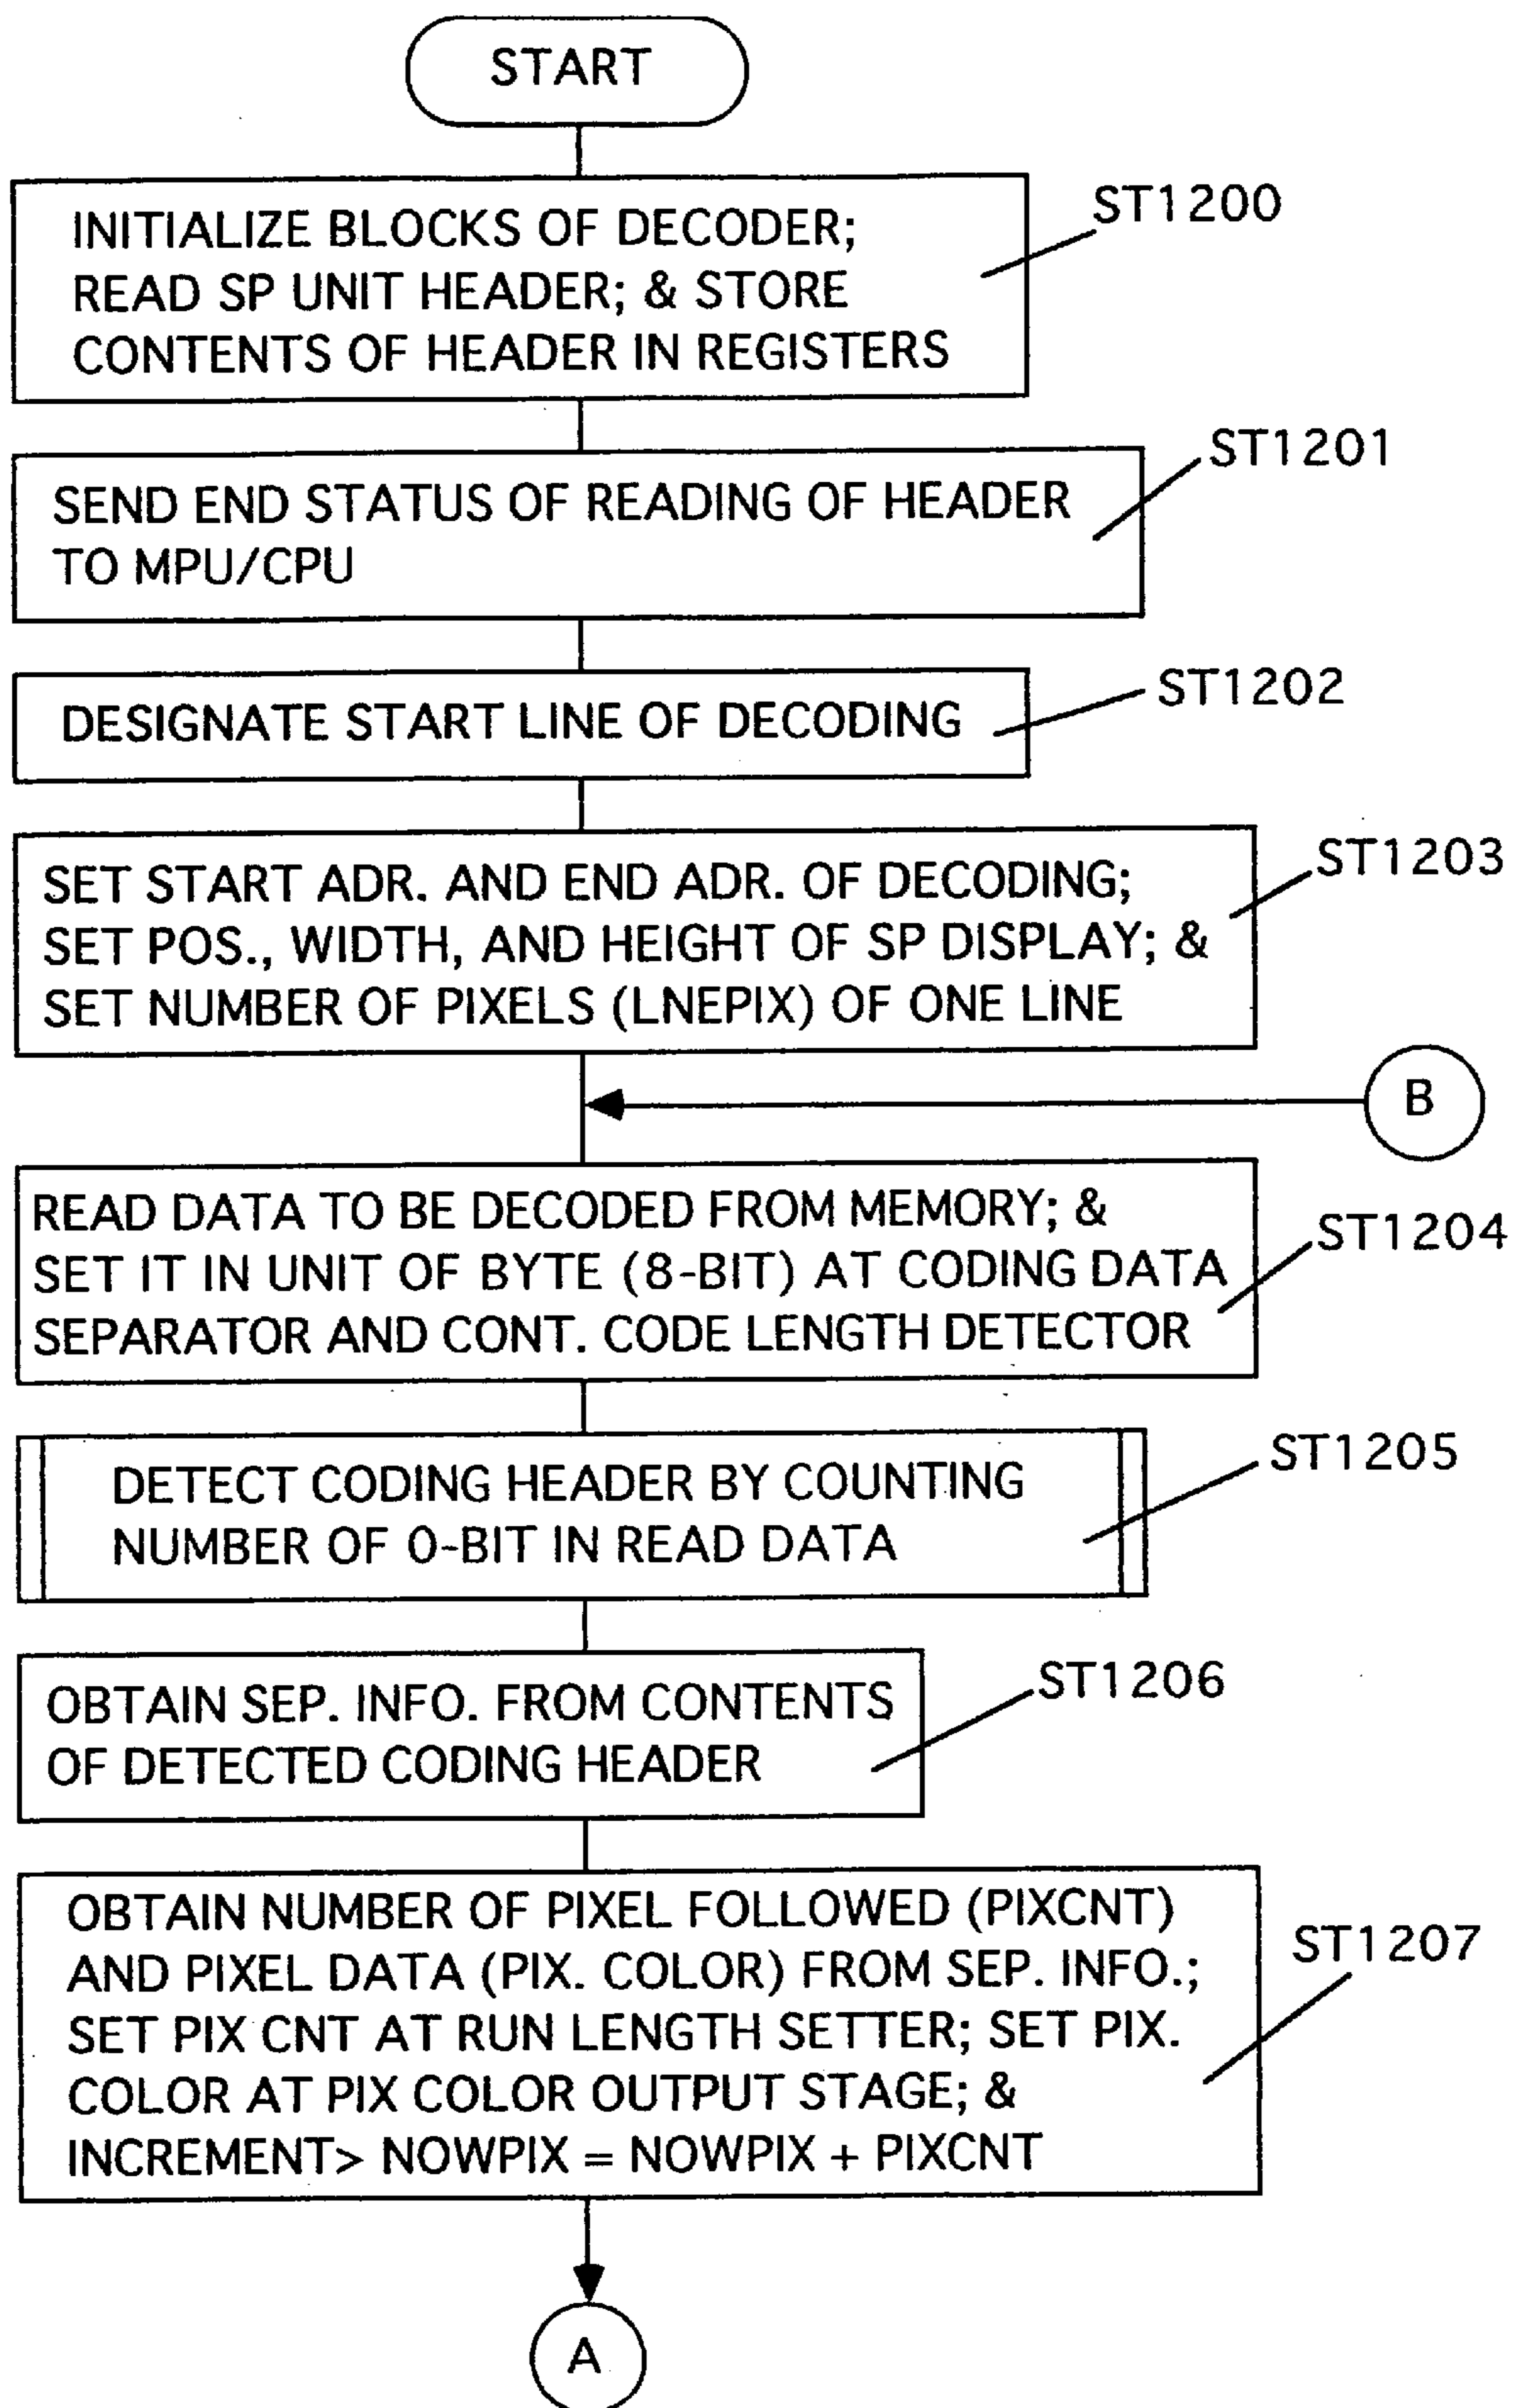 START
INITIALIZE BLOCKS OF DECODER;
READ SP UNIT HEADER; & STORE
CONTENTS OF HEADER IN REGISTERS
ST1200
SEND END STATUS OF READING OF HEADER
TO MPU/CPU
ST1201
DESIGNATE START LINE OF DECODING
ST1202
SET START ADR. AND END ADR. OF DECODING;
SET POS., WIDTH, AND HEIGHT OF SP DISPLAY; &
SET NUMBER OF PIXELS (LNEPIX) OF ONE LINE
ST1203
B
READ DATA TO BE DECODED FROM MEMORY; &
SET IT IN UNIT OF BYTE (8-BIT) AT CODING DATA
SEPARATOR AND CONT. CODE LENGTH DETECTOR
ST1204
DETECT CODING HEADER BY COUNTING
NUMBER OF 0-BIT IN READ DATA
ST1205
OBTAIN SEP. INFO. FROM CONTENTS
OF DETECTED CODING HEADER
ST1206
OBTAIN NUMBER OF PIXEL FOLLOWED (PIXCNT)
AND PIXEL DATA (PIX. COLOR) FROM SEP. INFO.;
SET PIX CNT AT RUN LENGTH SETTER; SET PIX.
COLOR AT PIX COLOR OUTPUT STAGE; &
INCREMENT> NOWPIX = NOWPIX + PIXCNT
ST1207
A